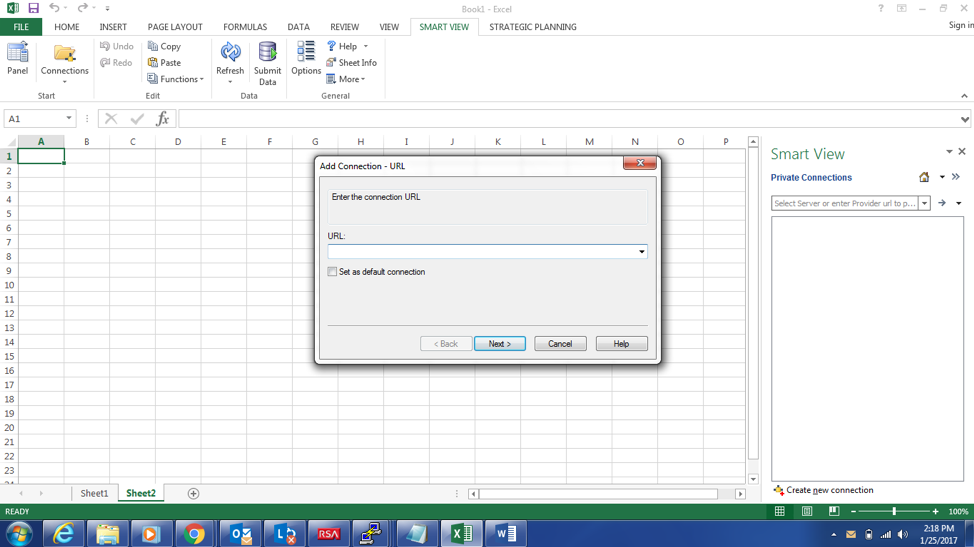 Book1 - Excel
?
FILE HOME INSERT PAGE LAYOUT FORMULAS DATA REVIEW VIEW SMART VIEW STRATEGIC PLANNING Sign in
Panel
Connections
Undo
Redo
Copy
Paste
Functions
Refresh
Submit
Data
Options
? Help
Sheet Info
More
Start Edit Data General
A1 fx
A B C D E F G H I J K L M N O P
1
2
3
4
5
6
7
8
9
10
11
12
13
14
15
16
17
18
19
20
21
22
23
24
Add Connection - URL
Enter the connection URL
URL:
Set as default connection
< Back Next > Cancel Help
Smart View
Private Connections
Select Server or enter Provider url to p...
Create new connection
Sheet1 Sheet2
READY 100%
RSA
2:18 PM
1/25/2017